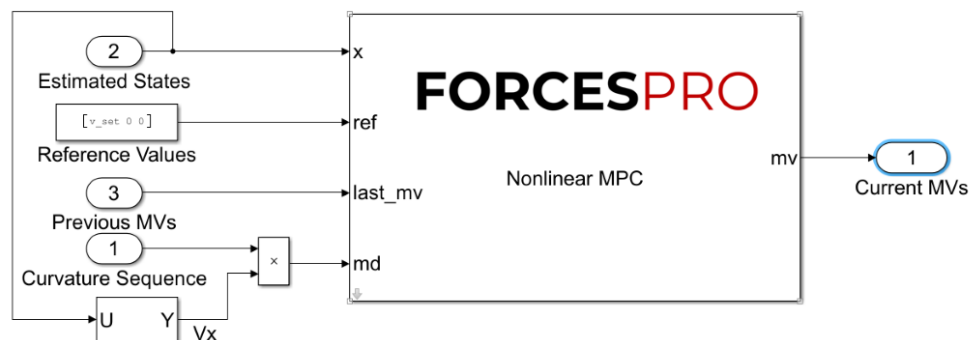 2
x
Estimated States
FORCESPRO
[v_set 0 0]
ref
Reference Values
mv
1
Nonlinear MPC
3
last_mv
Current MVs
Previous MVs
1
×
md
Curvature Sequence
U
Y
Vx